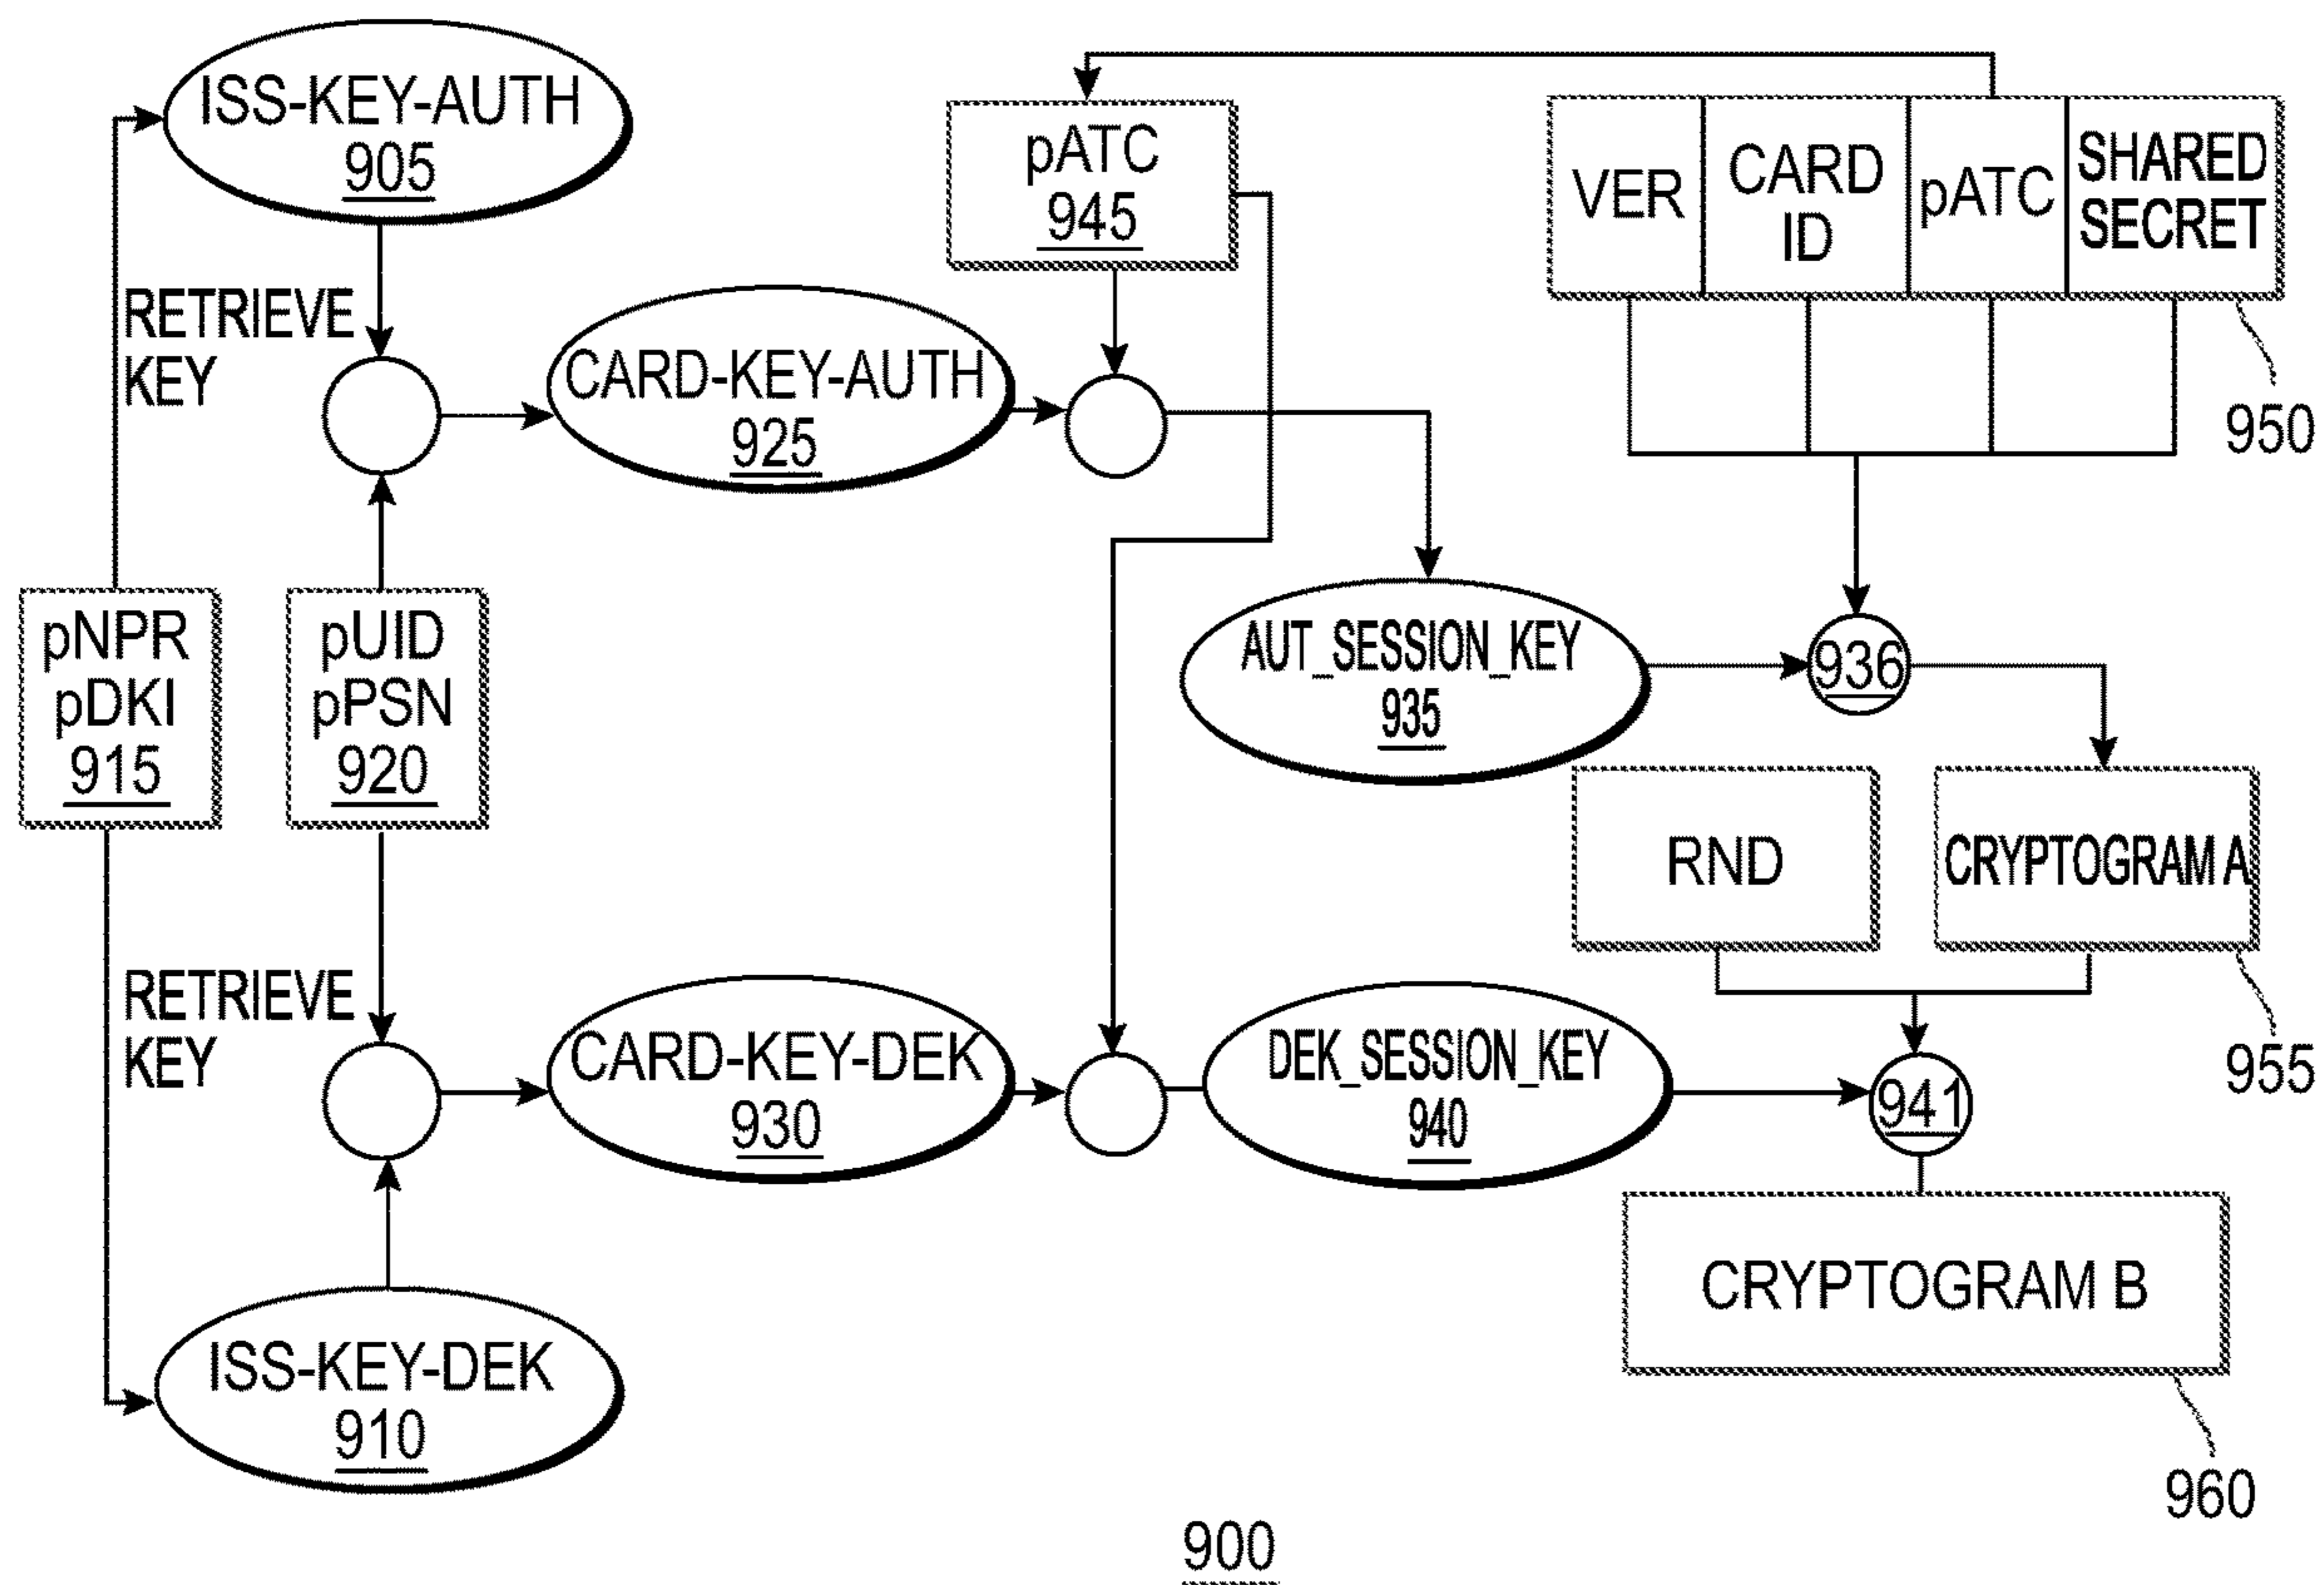 ISS-KEY-AUTH
905
pATC
945
VER
CARD
ID
pATC
SHARED
SECRET
950
RETRIEVE
KEY
CARD-KEY-AUTH
925
pNPR
pDKI
915
pUID
pPSN
920
AUT_SESSION_KEY
935
936
RND
CRYPTOGRAM A
955
RETRIEVE
KEY
CARD-KEY-DEK
930
DEK_SESSION_KEY
940
941
ISS-KEY-DEK
910
CRYPTOGRAM B
960
900